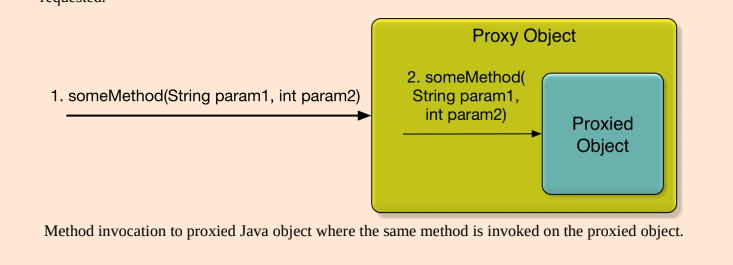 requested.
Proxy Object
1. someMethod(String param1, int param2)
2. someMethod(
String param1,
int param2)
Proxied
Object
Method invocation to proxied Java object where the same method is invoked on the proxied object.